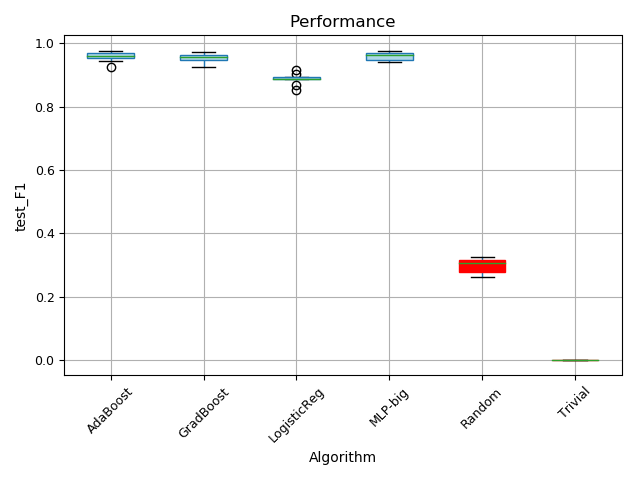 Performance
1.0
0.8
0.6
0.4
0.2
0.0
test_F1
AdaBoost
GradBoost
LogisticReg
MLP-big
Random
Trivial
Algorithm